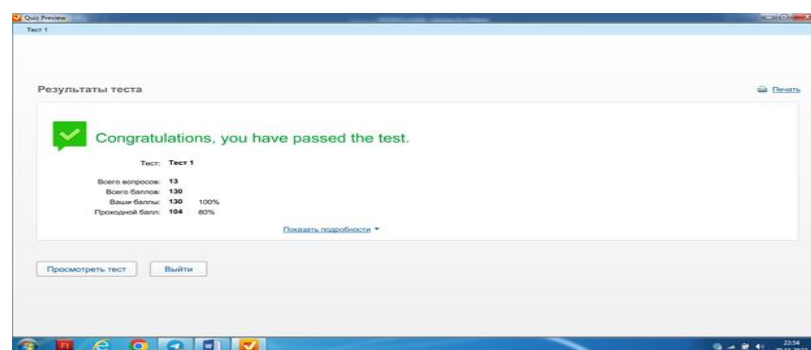 Quiz Preview
Тест 1
Результаты теста
Печать
Congratulations, you have passed the test.
Тест: Тест 1
Всего вопросов: 13
Всего баллов: 130
Ваши баллы: 130 100%
Проходной балл: 104 80%
Показать подробности
Просмотреть тест Выйти
22:54